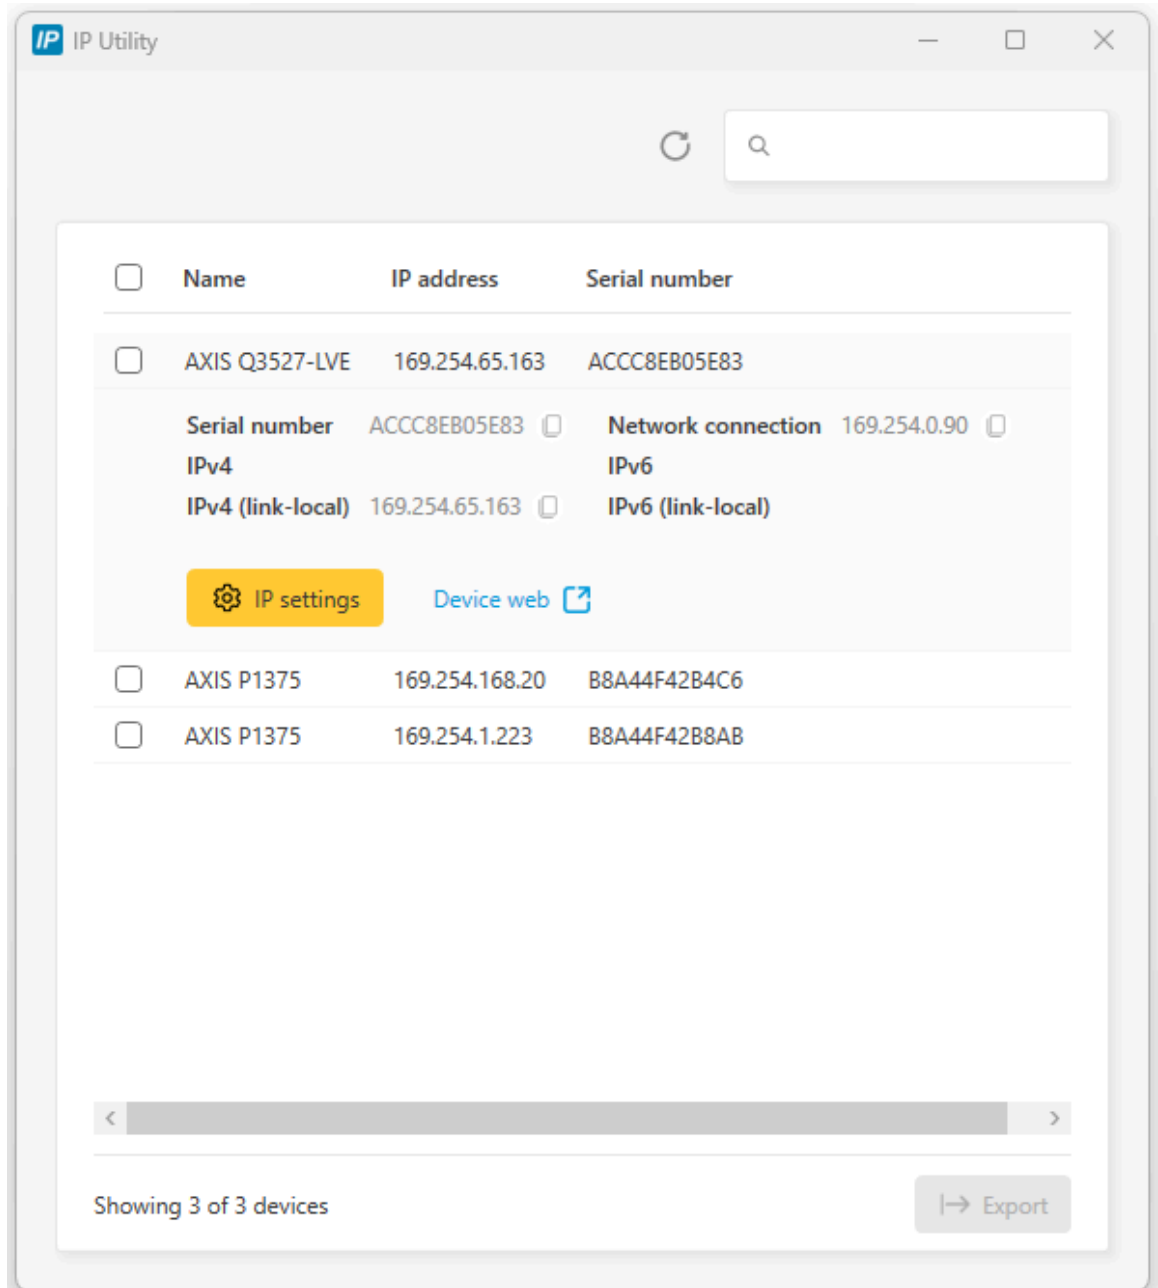 IP IP Utility
Name IP address Serial number
AXIS Q3527-LVE 169.254.65.163 ACCC8EB05E83
Serial number ACCC8EB05E83 Network connection 169.254.0.90
IPv4 IPv6
IPv4 (link-local) 169.254.65.163 IPv6 (link-local)
IP settings Device web
AXIS P1375 169.254.168.20 B8A44F42B4C6
AXIS P1375 169.254.1.223 B8A44F42B8AB
Showing 3 of 3 devices Export